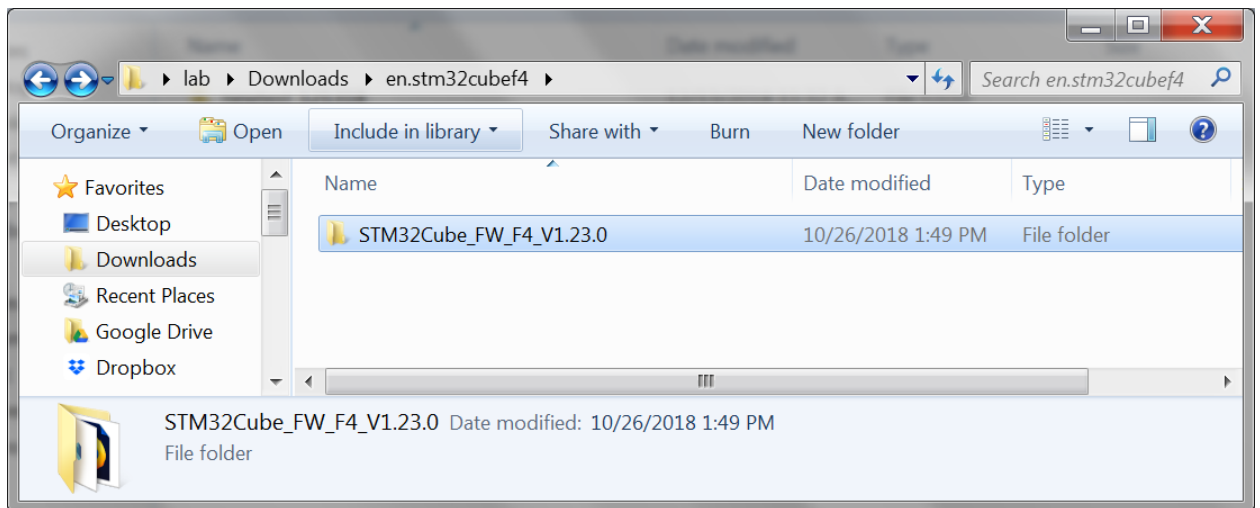 lab Downloads en.stm32cubef4 Search en.stm32cubef4
Organize Open Include in library Share with Burn New folder
Favorites
Desktop
Downloads
Recent Places
Google Drive
Dropbox
Name Date modified Type
STM32Cube_FW_F4_V1.23.0 10/26/2018 1:49 PM File folder
STM32Cube_FW_F4_V1.23.0 Date modified: 10/26/2018 1:49 PM
File folder